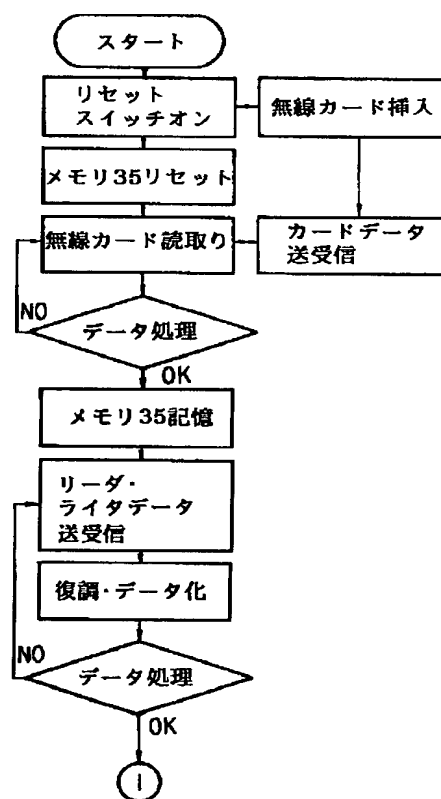 スタート
リセット
スイッチオン
無線カード挿入
メモリ35リセット
無線カード読取り
カードデータ
送受信
NO
データ処理
OK
メモリ35記憶
リーダ・
ライタデータ
送受信
復調・データ化
NO
データ処理
OK
1